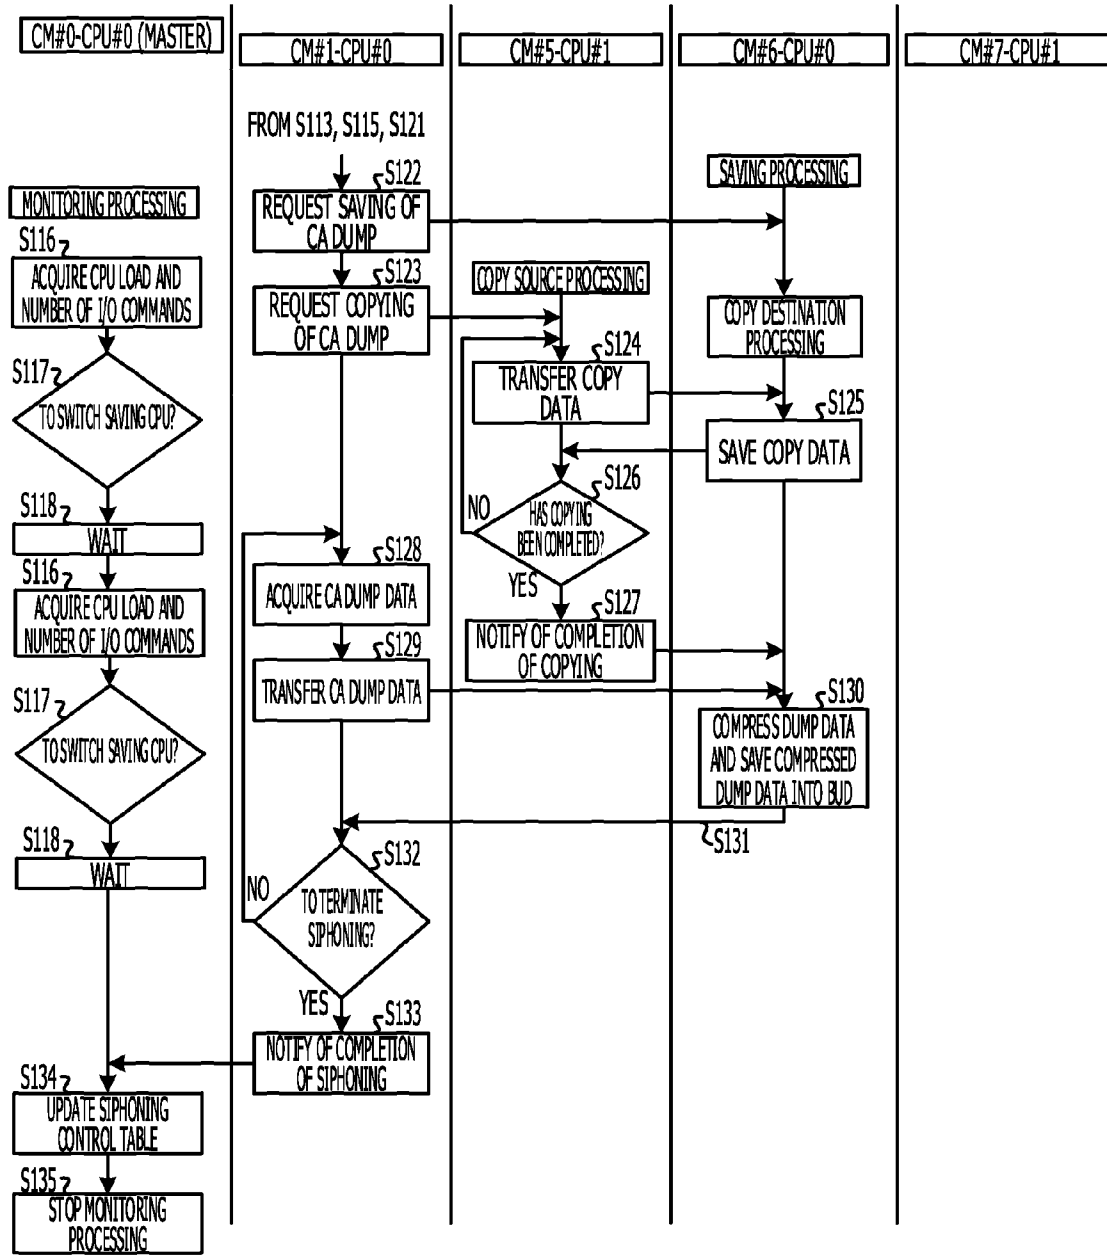 CM#0-CPU#0 (MASTER)
CM#1-CPU#0
CM#5-CPU#1
CM#6-CPU#0
CM#7-CPU#1
MONITORING PROCESSING
S116
ACQUIRE CPU LOAD AND
NUMBER OF I/O COMMANDS
S117
TO SWITCH SAVING CPU?
S118
WAIT
S116
ACQUIRE CPU LOAD AND
NUMBER OF I/O COMMANDS
S117
TO SWITCH SAVING CPU?
S118
WAIT
S134
UPDATE SIPHONING
CONTROL TABLE
S135
STOP MONITORING
PROCESSING
FROM S113, S115, S121
S122
REQUEST SAVING OF
CA DUMP
S123
REQUEST COPYING
OF CA DUMP
S128
ACQUIRE CA DUMP DATA
S129
TRANSFER CA DUMP DATA
S132
TO TERMINATE
SIPHONING?
NO
YES
S133
NOTIFY OF COMPLETION
OF SIPHONING
COPY SOURCE PROCESSING
S124
TRANSFER COPY
DATA
S126
HAS COPYING
BEEN COMPLETED?
NO
YES
S127
NOTIFY OF COMPLETION
OF COPYING
SAVING PROCESSING
COPY DESTINATION
PROCESSING
S125
SAVE COPY DATA
S130
COMPRESS DUMP DATA
AND SAVE COMPRESSED
DUMP DATA INTO BUD
S131